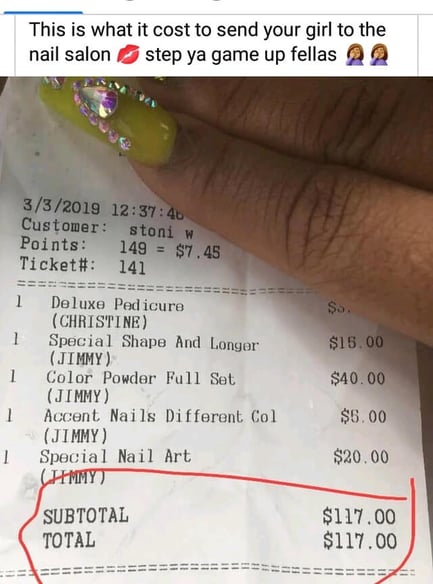 This is what it cost to send your girl to the
nail salon 💋 step ya game up fellas 🤦🏾‍♀️🤦🏾‍♀️
3/3/2019 12:37:40
Customer: stoni w
Points: 149 = $7.45
Ticket#: 141
1 Deluxe Pedicure
(CHRISTINE)
1 Special Shape And Longer $15.00
(JIMMY)
1 Color Powder Full Set $40.00
(JIMMY)
1 Accent Nails Different Col $5.00
(JIMMY)
1 Special Nail Art $20.00
(JIMMY)
SUBTOTAL $117.00
TOTAL $117.00